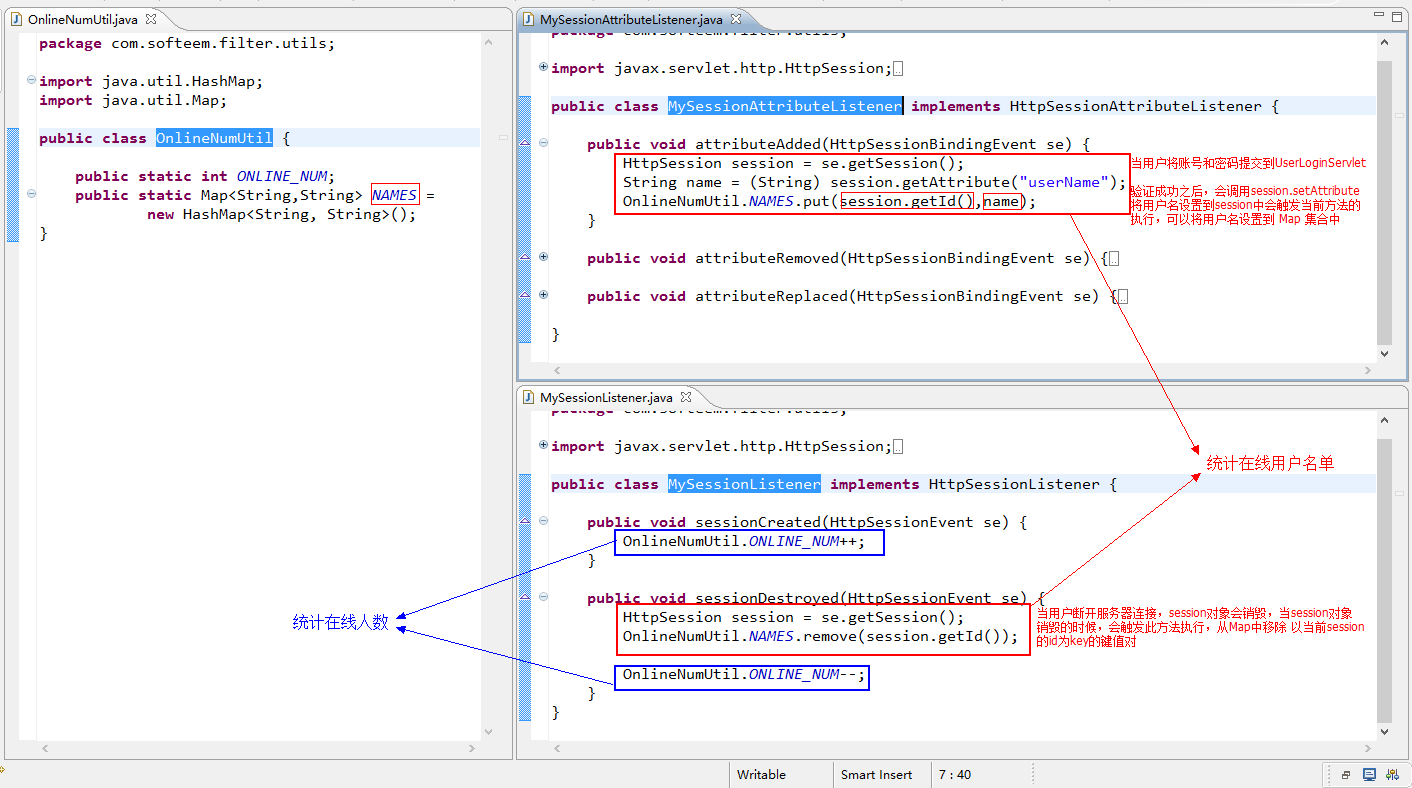 OnlineNumUtil.java
package com.softeem.filter.utils;
import java.util.HashMap;
import java.util.Map;
public class OnlineNumUtil {
public static int ONLINE_NUM;
public static Map<String,String> NAMES =
new HashMap<String, String>();
}
MySessionAttributeListener.java
package com.softeem.filter.utils;
import javax.servlet.http.HttpSession;
public class MySessionAttributeListener implements HttpSessionAttributeListener {
public void attributeAdded(HttpSessionBindingEvent se) {
HttpSession session = se.getSession();
String name = (String) session.getAttribute("userName");
OnlineNumUtil.NAMES.put(session.getId(),name);
}
当用户将账号和密码提交到UserLoginServlet
验证成功之后，会调用session.setAttribute
将用户名设置到session中会触发当前方法的
执行，可以将用户名设置到 Map 集合中
public void attributeRemoved(HttpSessionBindingEvent se) {
public void attributeReplaced(HttpSessionBindingEvent se) {
}
MySessionListener.java
package com.softeem.filter.utils;
import javax.servlet.http.HttpSession;
public class MySessionListener implements HttpSessionListener {
public void sessionCreated(HttpSessionEvent se) {
OnlineNumUtil.ONLINE_NUM++;
}
public void sessionDestroyed(HttpSessionEvent se) {
HttpSession session = se.getSession();
OnlineNumUtil.NAMES.remove(session.getId());
OnlineNumUtil.ONLINE_NUM--;
}
}
统计在线用户名单
当用户断开服务器连接，session对象会销毁，当session对象
销毁的时候，会触发此方法执行，从Map中移除 以当前session
的id为key的键值对
统计在线人数
Writable
Smart Insert
7 : 40